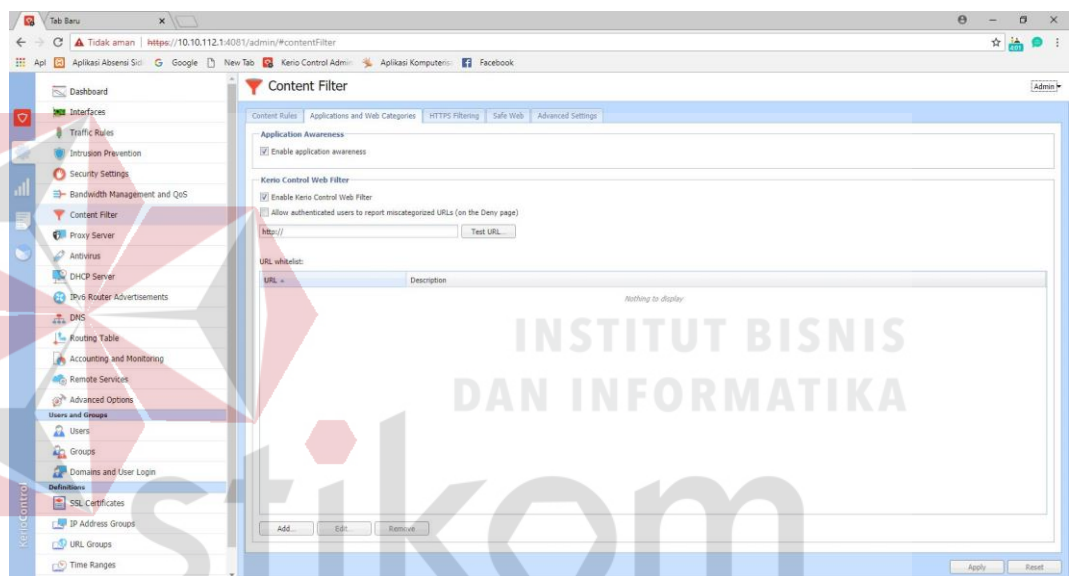 Tab Baru
Tidak aman | https://10.10.112.1:4081/admin/#contentFilter
Apl Aplikasi Absensi Sid Google New Tab Kerio Control Admin Aplikasi Komputeris Facebook
401
Content Filter
Admin
Dashboard
Interfaces
Traffic Rules
Intrusion Prevention
Security Settings
Bandwidth Management and QoS
Content Filter
Proxy Server
Antivirus
DHCP Server
IPv6 Router Advertisements
DNS
Routing Table
Accounting and Monitoring
Remote Services
Advanced Options
Users and Groups
Users
Groups
Domains and User Login
Definitions
SSL Certificates
IP Address Groups
URL Groups
Time Ranges
KerioControl
Content Rules Applications and Web Categories HTTPS Filtering Safe Web Advanced Settings
Application Awareness
Enable application awareness
Kerio Control Web Filter
Enable Kerio Control Web Filter
Allow authenticated users to report miscategorized URLs (on the Deny page)
http:// Test URL...
URL whitelist:
URL Description
Nothing to display
Add... Edit... Remove
Apply Reset
INSTITUT BISNIS
DAN INFORMATIKA
stikom